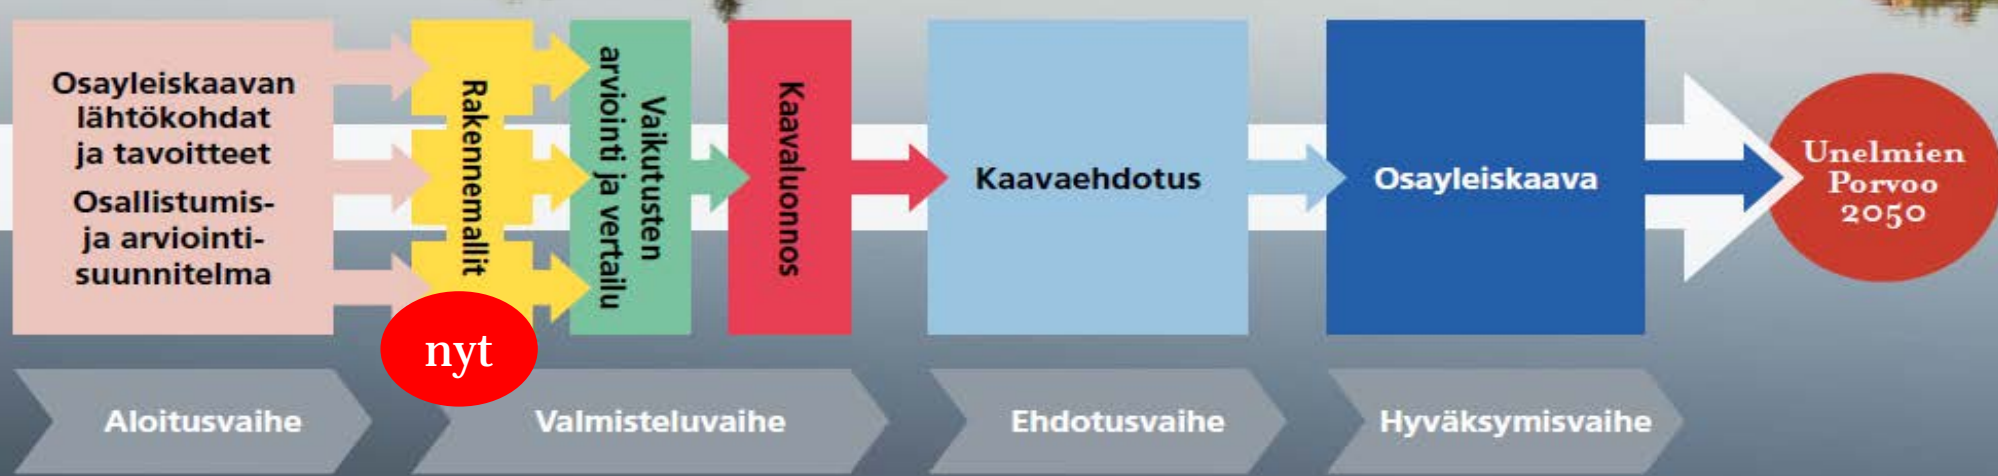 Osayleiskaavan
lähtökohdat
ja tavoitteet
Osallistumis-
ja arviointi-
suunnitelma
Rakennemallit
Vaikutusten
arviointi ja vertailu
Kaavaluonnos
Kaavaehdotus
Osayleiskaava
Unelmien
Porvoo
2050
nyt
Aloitusvaihe
Valmisteluvaihe
Ehdotusvaihe
Hyväksymisvaihe